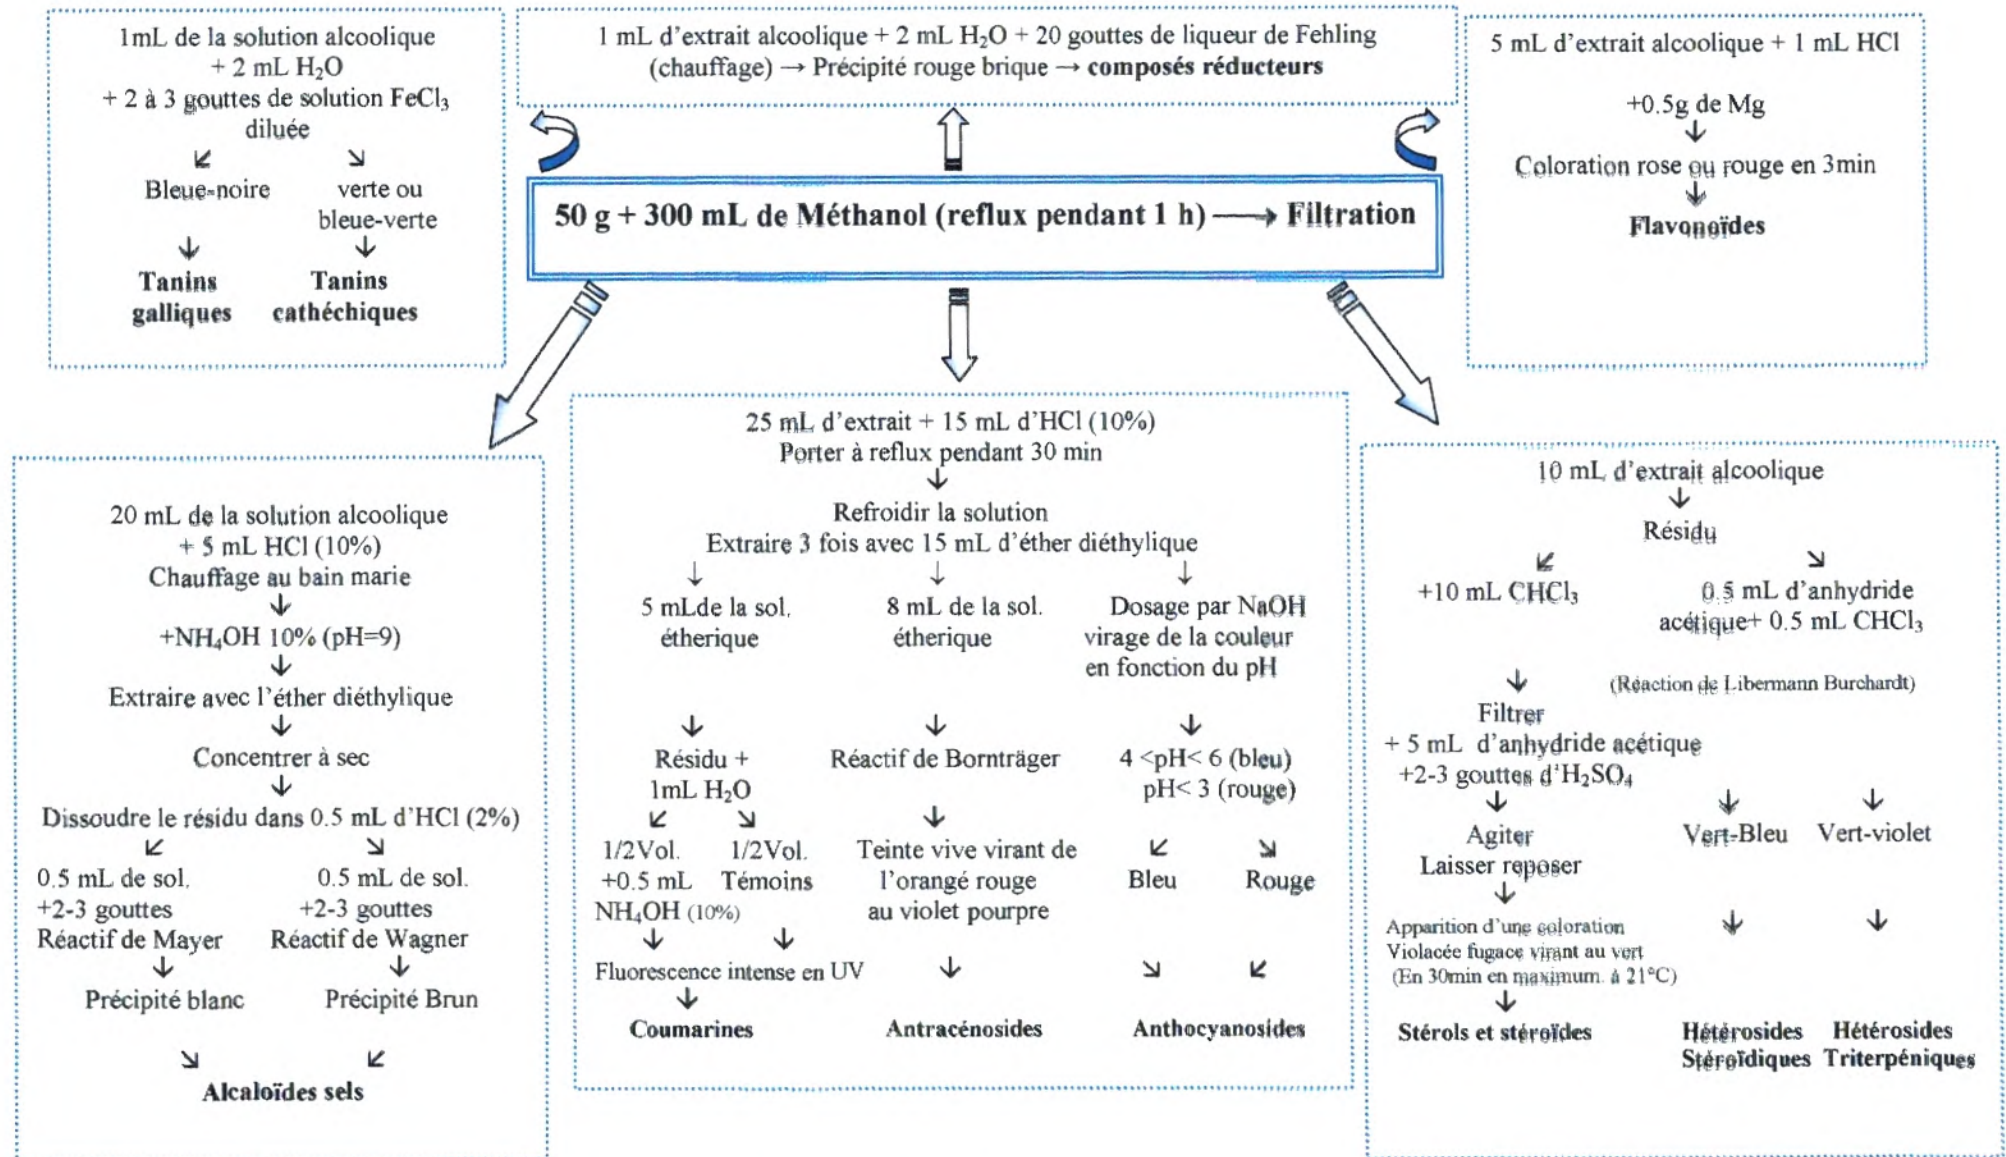 1mL de la solution alcoolique
+ 2 mL H₂O
+ 2 à 3 gouttes de solution FeCl₃
diluée
↙ ↘
Bleue-noire verte ou
bleue-verte
↓ ↓
Tanins Tanins
galliques cathéchiques
1 mL d'extrait alcoolique + 2 mL H₂O + 20 gouttes de liqueur de Fehling
(chauffage) → Précipité rouge brique → composés réducteurs
5 mL d'extrait alcoolique + 1 mL HCl
+0.5g de Mg
↓
Coloration rose ou rouge en 3min
↓
Flavonoïdes
50 g + 300 mL de Méthanol (reflux pendant 1 h) ⟶ Filtration
20 mL de la solution alcoolique
+ 5 mL HCl (10%)
Chauffage au bain marie
↓
+NH₄OH 10% (pH=9)
↓
Extraire avec l'éther diéthylique
↓
Concentrer à sec
↓
Dissoudre le résidu dans 0.5 mL d'HCl (2%)
↙ ↘
0.5 mL de sol. 0.5 mL de sol.
+2-3 gouttes +2-3 gouttes
Réactif de Mayer Réactif de Wagner
↓ ↓
Précipité blanc Précipité Brun
↘ ↙
Alcaloïdes sels
25 mL d'extrait + 15 mL d'HCl (10%)
Porter à reflux pendant 30 min
↓
Refroidir la solution
Extraire 3 fois avec 15 mL d'éther diéthylique
↓ ↓ ↓
5 mLde la sol. 8 mL de la sol. Dosage par NaOH
étherique étherique virage de la couleur
en fonction du pH
↓ ↓ ↓
Résidu + Réactif de Bornträger 4 <pH< 6 (bleu)
1mL H₂O pH< 3 (rouge)
↙ ↘ ↓
1/2Vol. 1/2Vol. Teinte vive virant de ↙ ↘
+0.5 mL Témoins l'orangé rouge Bleu Rouge
NH₄OH (10%) au violet pourpre
↓ ↓
Fluorescence intense en UV ↓ ↘ ↙
↓
Coumarines Antracénosides Anthocyanosides
10 mL d'extrait alcoolique
↓
Résidu
↙ ↘
+10 mL CHCl₃ 0.5 mL d'anhydride
acétique+ 0.5 mL CHCl₃
↓ (Réaction de Libermann Burchardt)
Filtrer
+ 5 mL d'anhydride acétique
+2-3 gouttes d'H₂SO₄
↓ ↓ ↓
Agiter Vert-Bleu Vert-violet
Laisser reposer
↓
Apparition d'une coloration ↓ ↓
Violacée fugace virant au vert
(En 30min en maximum. à 21°C)
↓
Stérols et stéroïdes Hétérosides Hétérosides
Stéroïdiques Triterpéniques